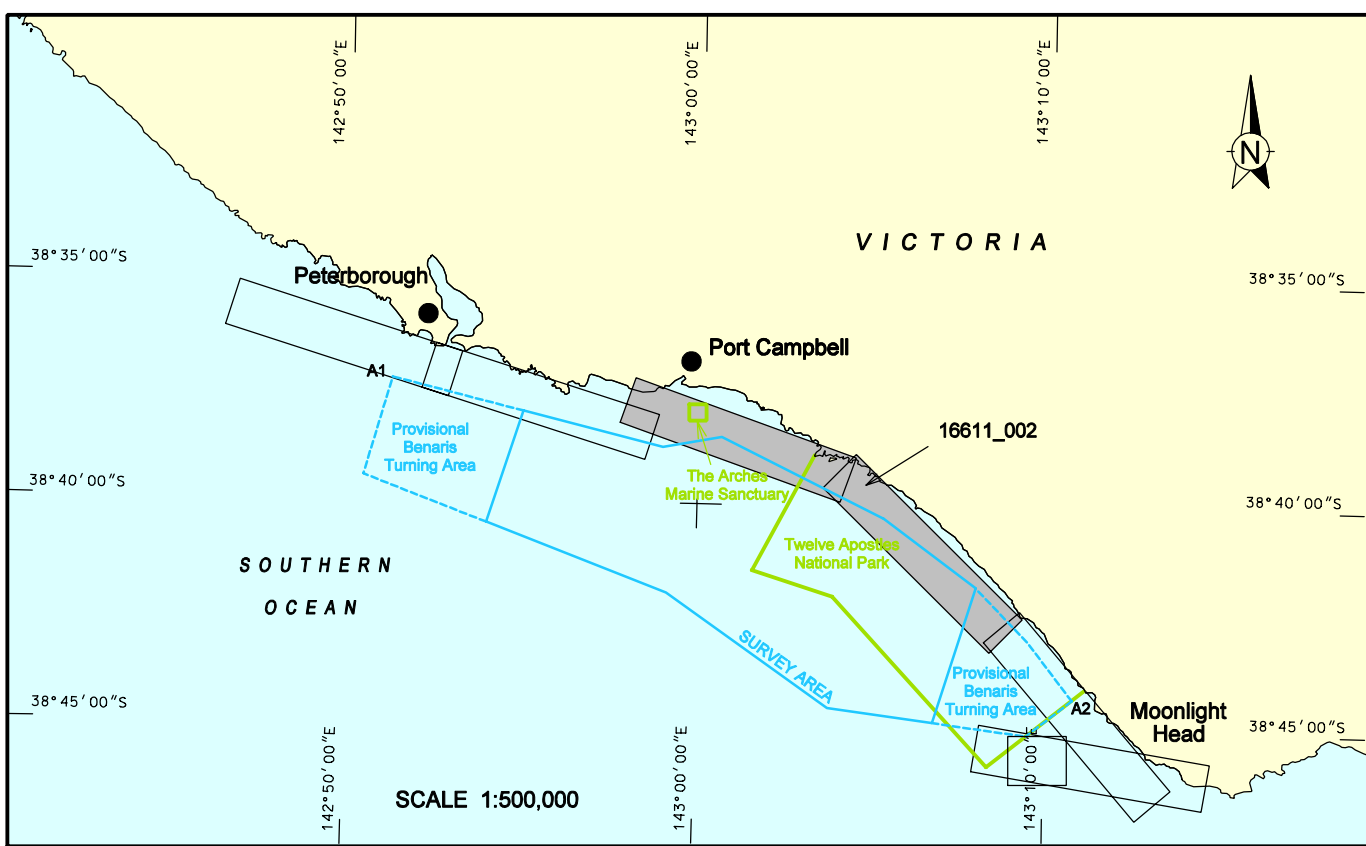 142°50'00"E
143°00'00"E
143°10'00"E
N
VICTORIA
38°35'00"S
38°35'00"S
Peterborough
Port Campbell
A1
Provisional
Benaris
Turning Area
16611_002
The Arches
Marine Sanctuary
38°40'00"S
38°40'00"S
Twelve Apostles
National Park
SOUTHERN
OCEAN
SURVEY AREA
Provisional
Benaris
Turning Area
A2
Moonlight
Head
38°45'00"S
38°45'00"S
142°50'00"E
143°00'00"E
143°10'00"E
SCALE 1:500,000